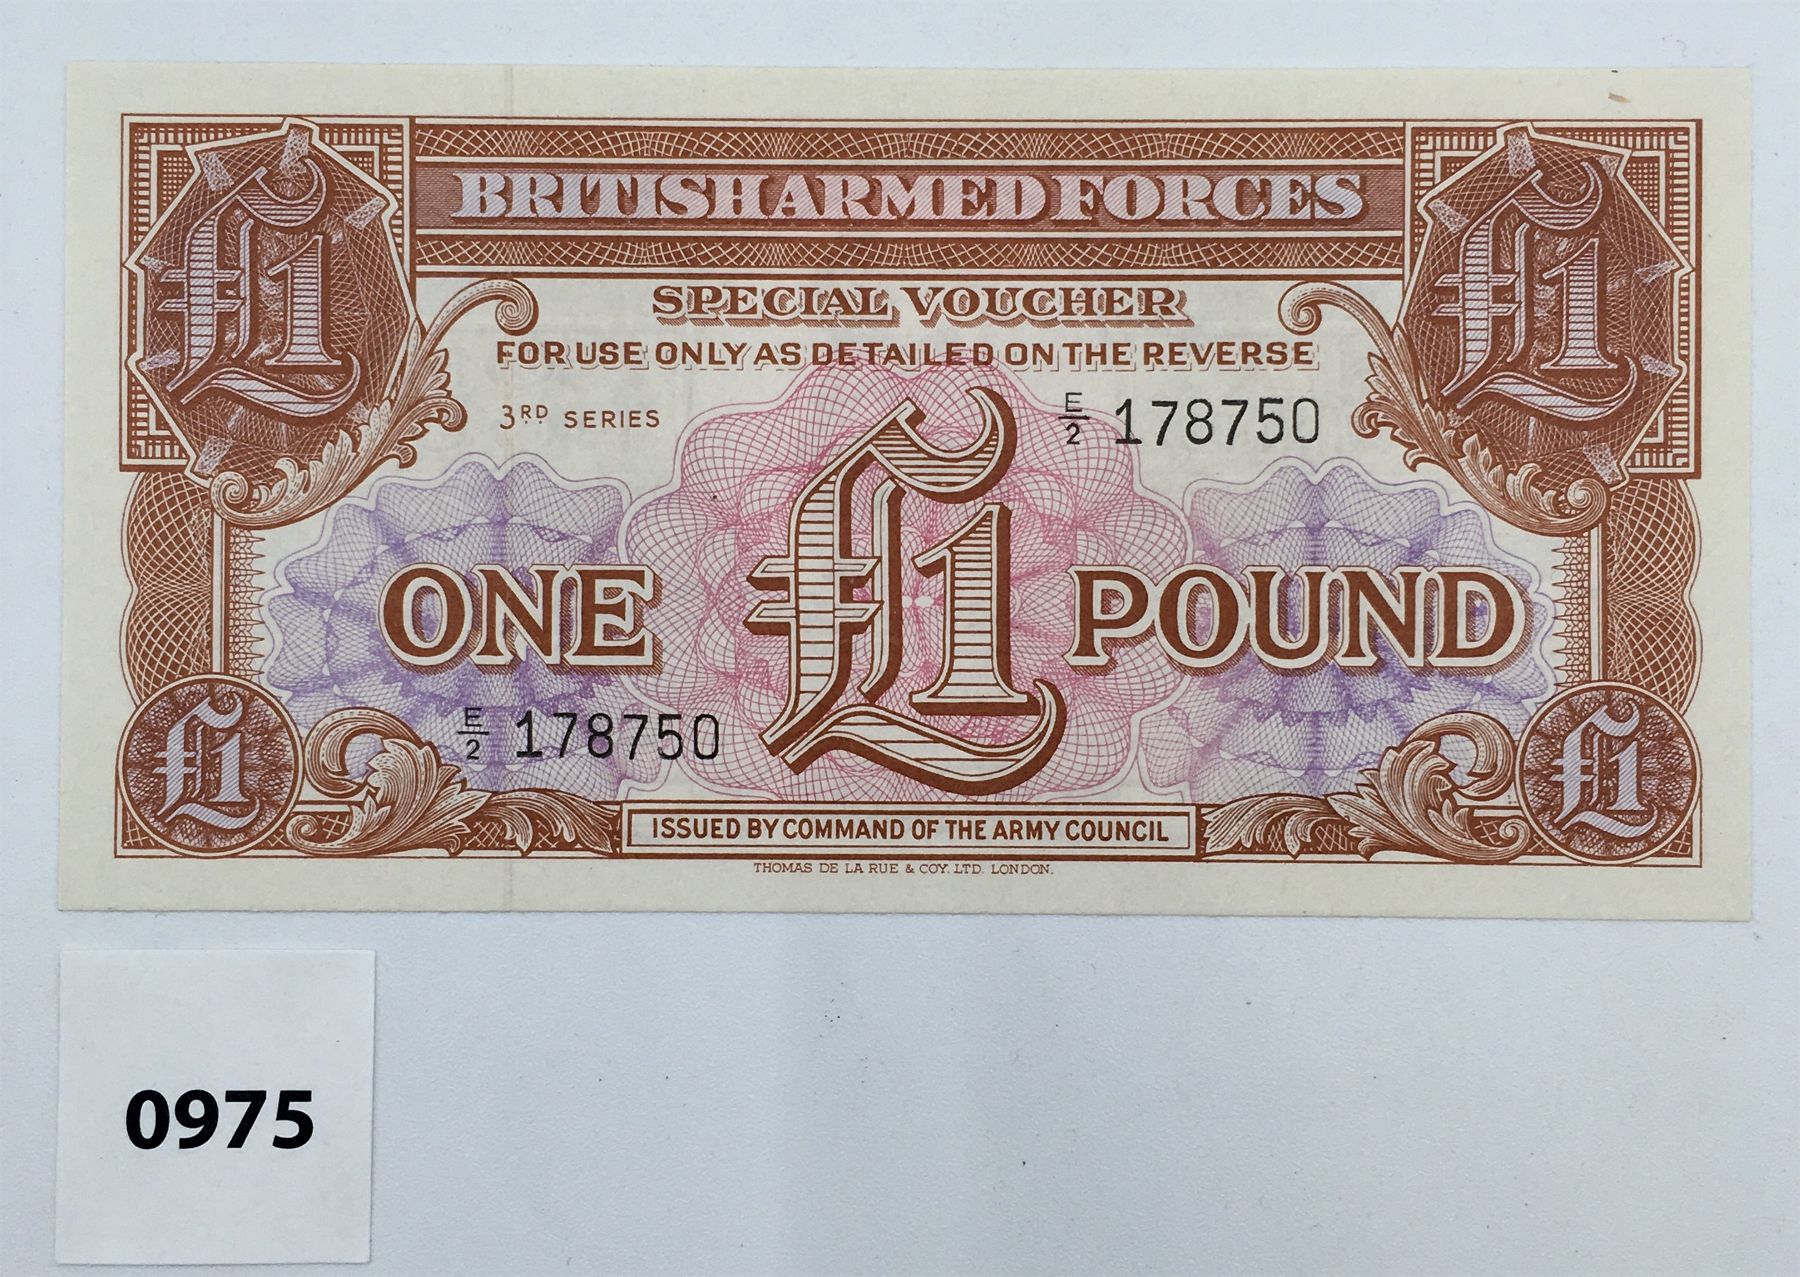 £1
£1
BRITISH ARMED FORCES
SPECIAL VOUCHER
FOR USE ONLY AS DETAILED ON THE REVERSE
3RD SERIES
E/2 178750
ONE £1 POUND
E/2 178750
£1
£1
ISSUED BY COMMAND OF THE ARMY COUNCIL
THOMAS DE LA RUE & COY. LTD. LONDON.
0975